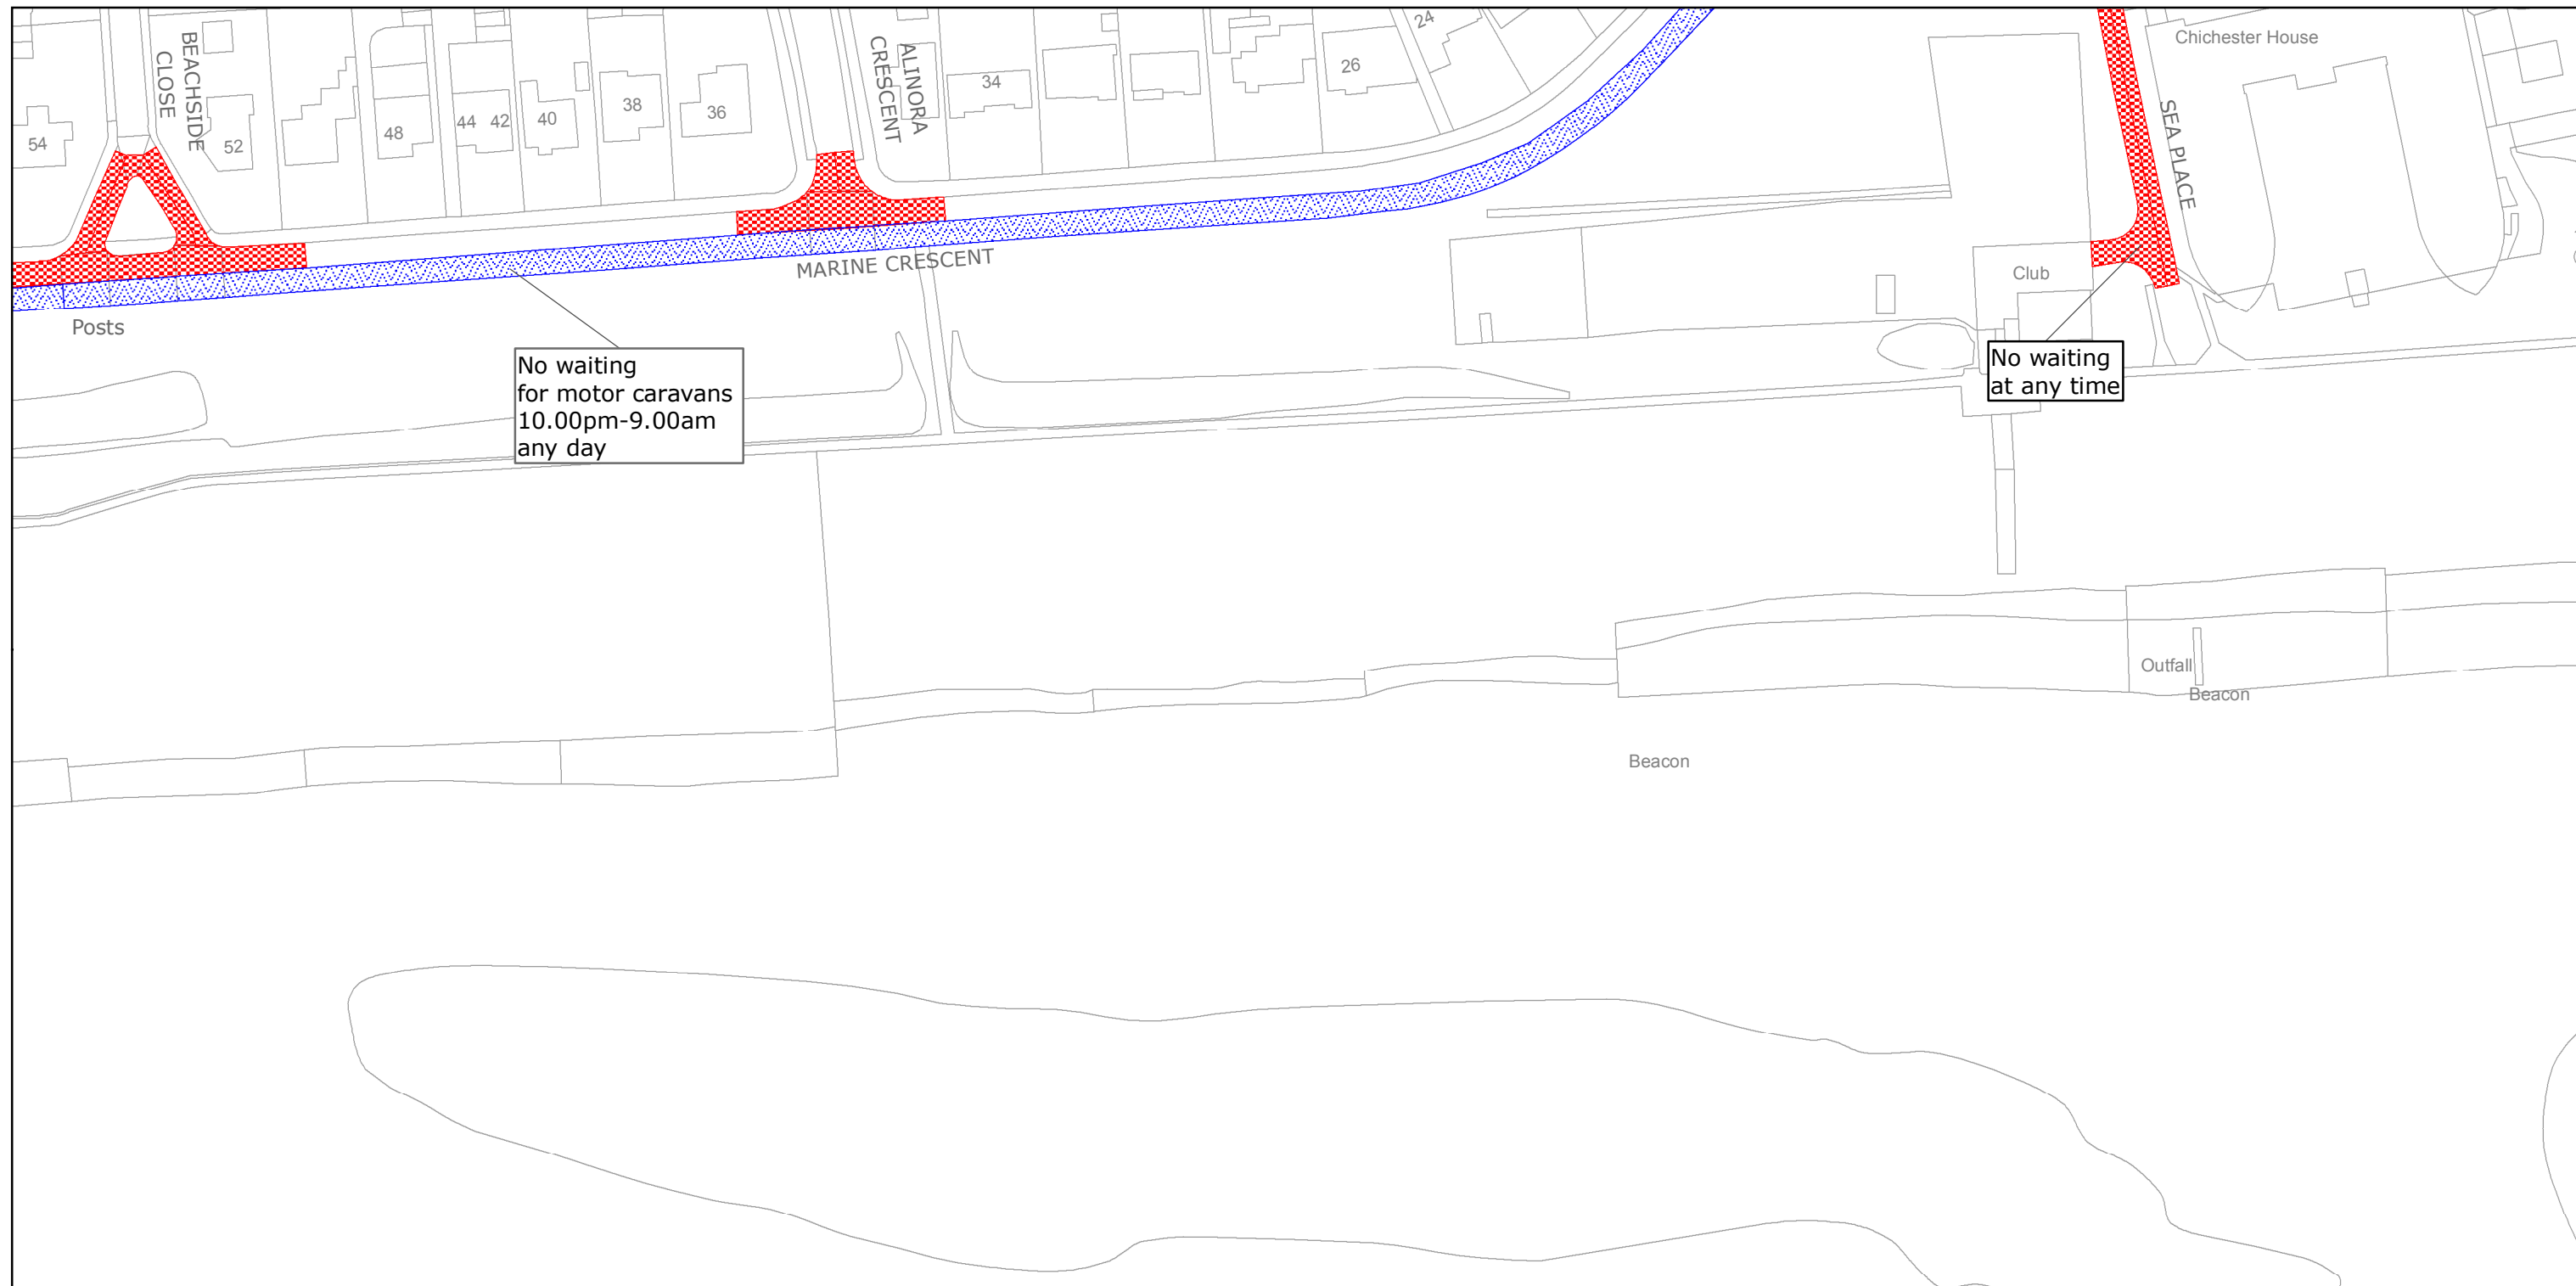 24
Chichester House
BEACHSIDE
CLOSE
ALINORA
CRESCENT
26
34
38
36
40
44 42
48
52
54
SEA PLACE
MARINE CRESCENT
Club
Posts
No waiting
for motor caravans
10.00pm-9.00am
any day
No waiting
at any time
Outfall
Beacon
Beacon